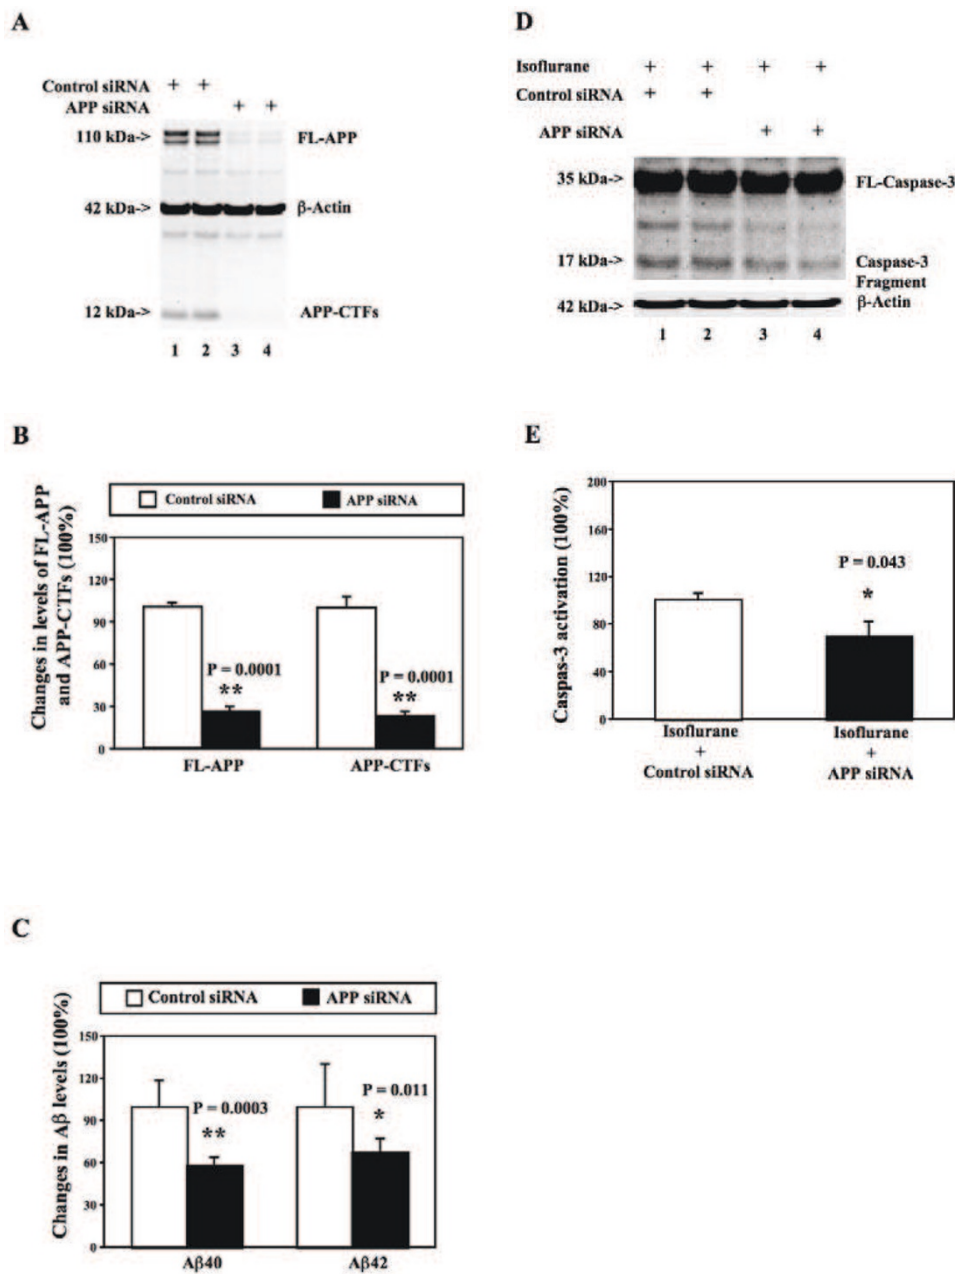 A
Control siRNA + +
APP siRNA + +
110 kDa-> FL-APP
42 kDa-> β-Actin
12 kDa-> APP-CTFs
1 2 3 4
B
Control siRNA APP siRNA
Changes in levels of FL-APP
and APP-CTFs (100%)
150
120
90
60
30
0
P = 0.0001
**
P = 0.0001
**
FL-APP APP-CTFs
C
Control siRNA APP siRNA
Changes in Aβ levels (100%)
150
120
90
60
30
0
P = 0.0003
**
P = 0.011
*
Aβ40 Aβ42
D
Isoflurane + + + +
Control siRNA + +
APP siRNA + +
35 kDa-> FL-Caspase-3
17 kDa-> Caspase-3
Fragment
42 kDa-> β-Actin
1 2 3 4
E
Caspas-3 activation (100%)
200
160
120
80
40
0
P = 0.043
*
Isoflurane
+
Control siRNA
Isoflurane
+
APP siRNA